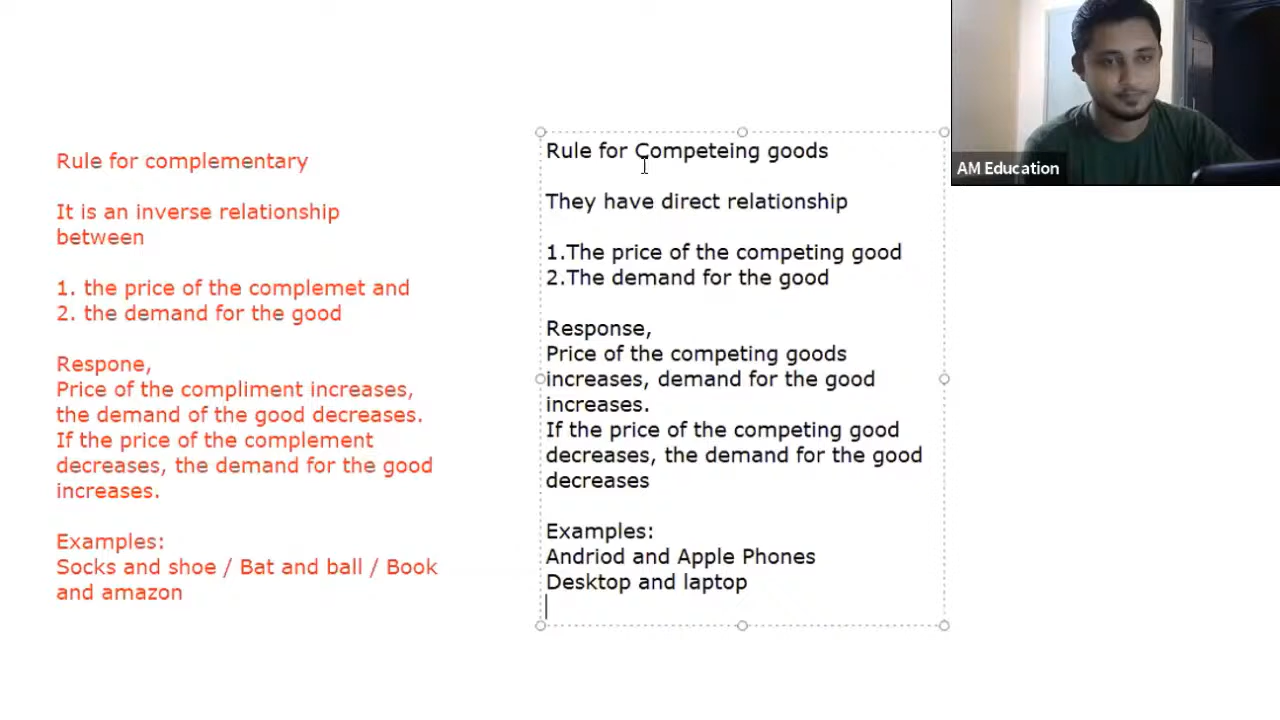 Rule for complementary
It is an inverse relationship
between
1. the price of the complemet and
2. the demand for the good
Respone,
Price of the compliment increases,
the demand of the good decreases.
If the price of the complement
decreases, the demand for the good
increases.
Examples:
Socks and shoe / Bat and ball / Book
and amazon
Rule for Competeing goods
They have direct relationship
1.The price of the competing good
2.The demand for the good
Response,
Price of the competing goods
increases, demand for the good
increases.
If the price of the competing good
decreases, the demand for the good
decreases
Examples:
Andriod and Apple Phones
Desktop and laptop
AM Education